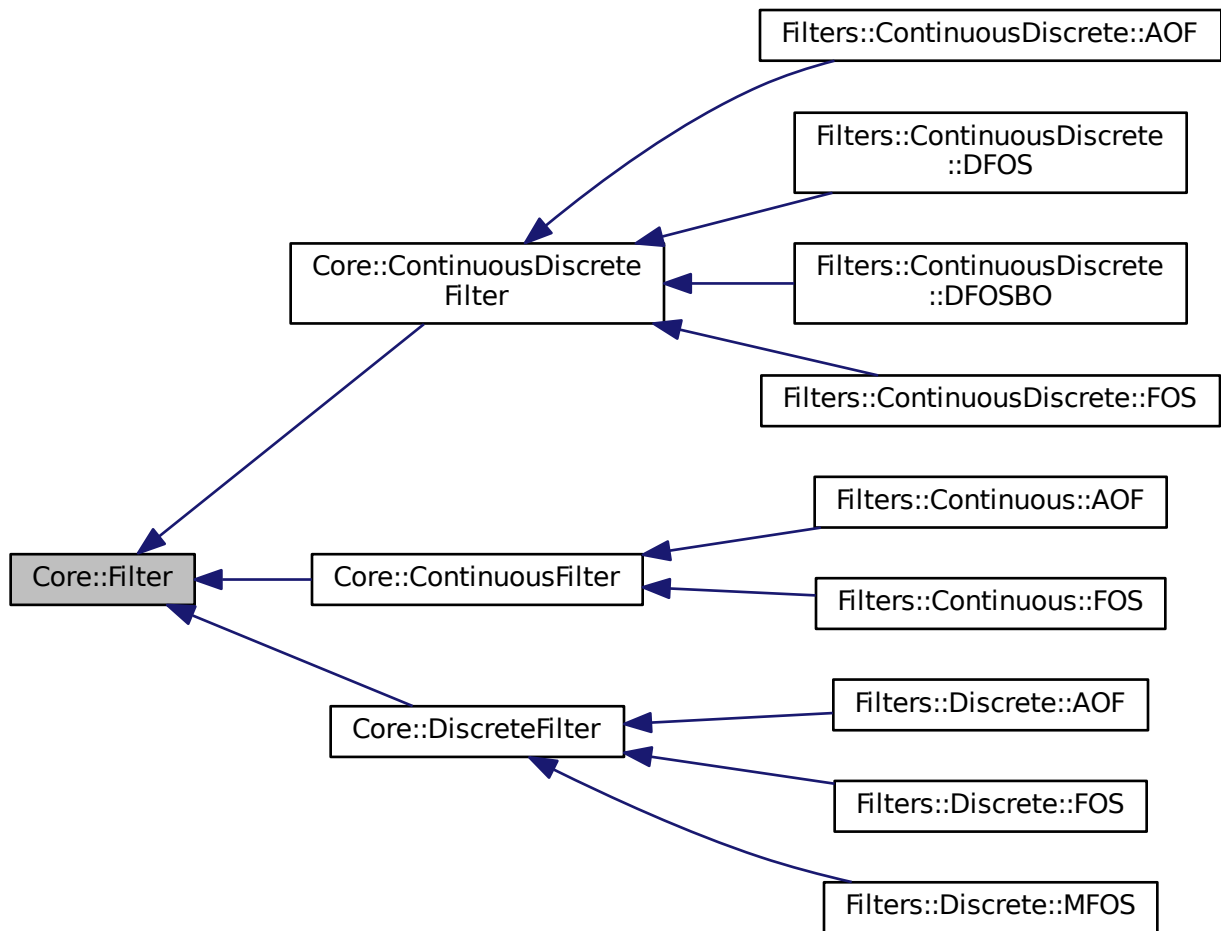 Filters::ContinuousDiscrete::AOF
Filters::ContinuousDiscrete
::DFOS
Core::ContinuousDiscrete
Filter
Filters::ContinuousDiscrete
::DFOSBO
Filters::ContinuousDiscrete::FOS
Filters::Continuous::AOF
Core::Filter
Core::ContinuousFilter
Filters::Continuous::FOS
Filters::Discrete::AOF
Core::DiscreteFilter
Filters::Discrete::FOS
Filters::Discrete::MFOS